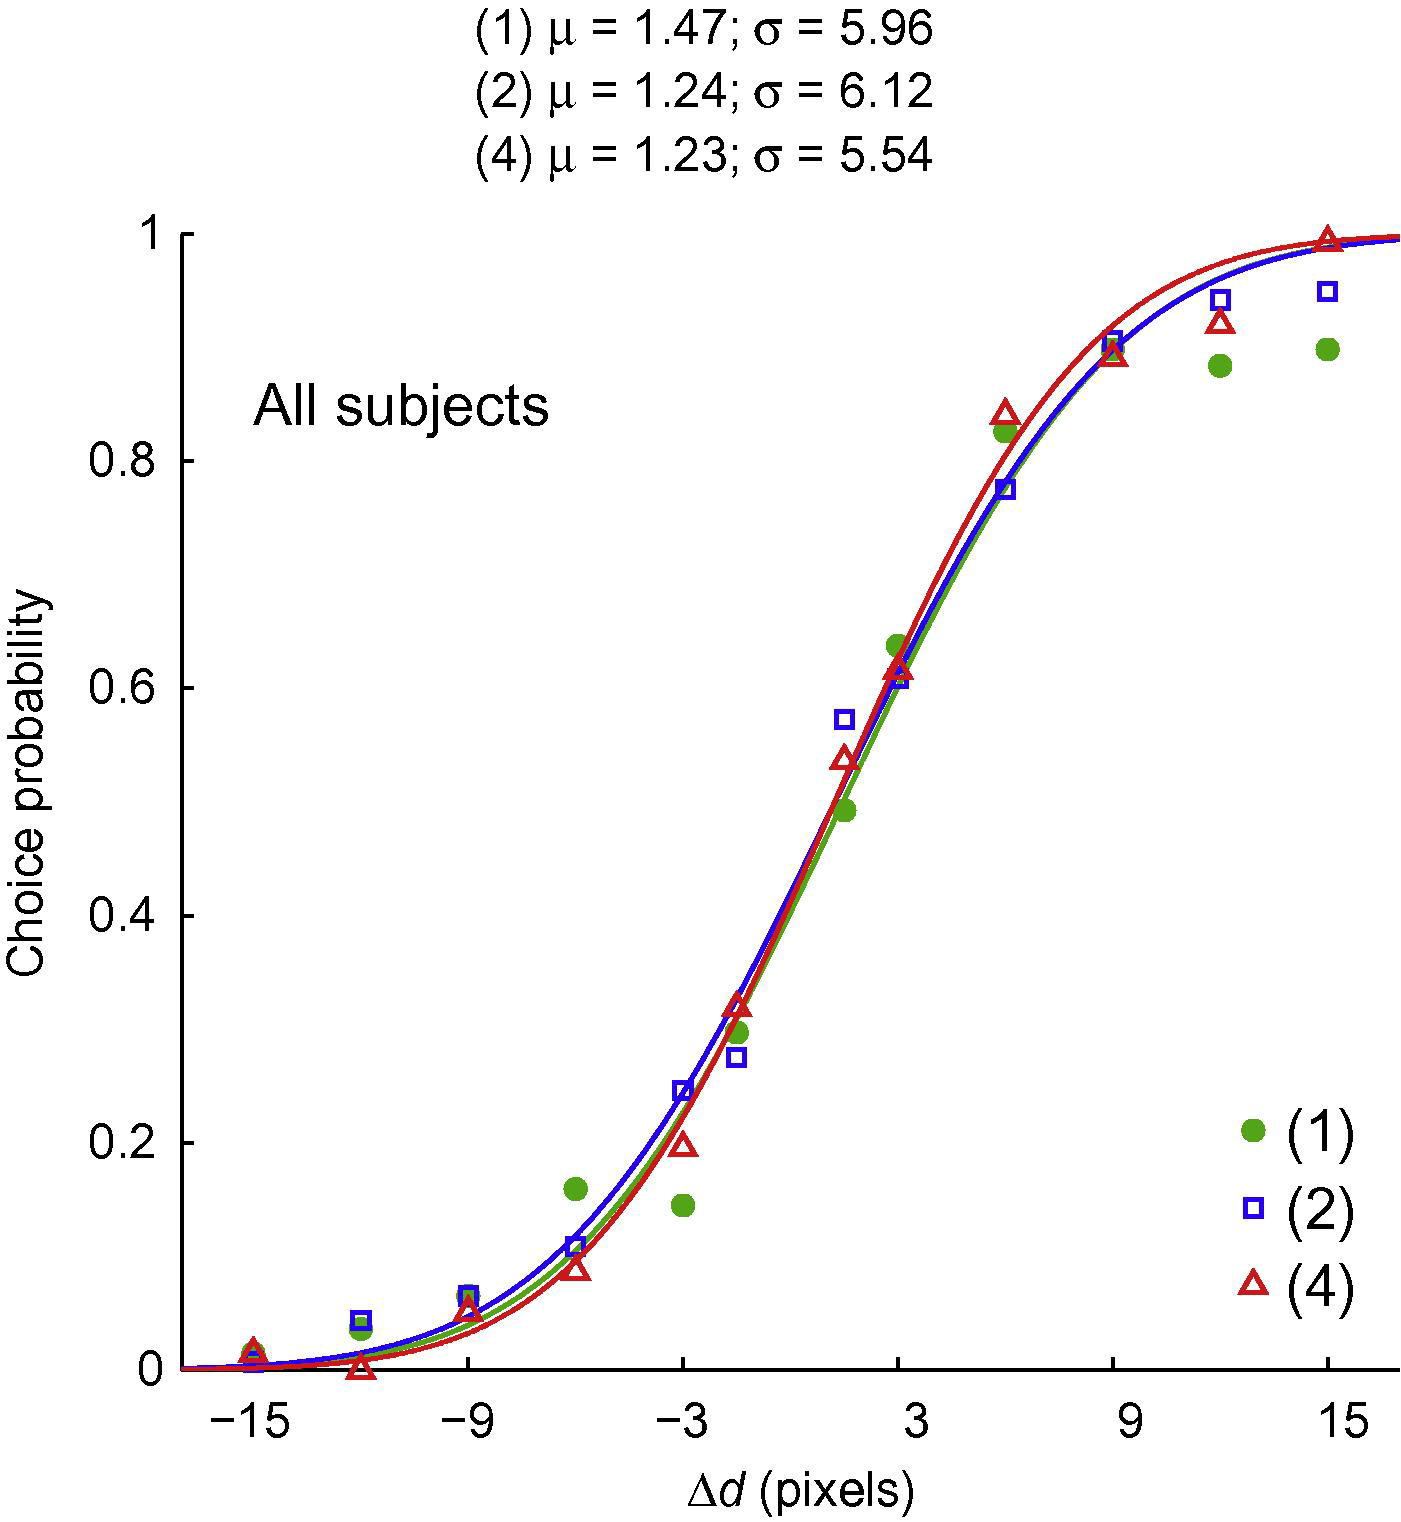 (1) μ = 1.47; σ = 5.96
(2) μ = 1.24; σ = 6.12
(4) μ = 1.23; σ = 5.54
1
All subjects
0.8
0.6
Choice probability
0.4
0.2
(1)
(2)
(4)
0
−15 −9 −3 3 9 15
Δd (pixels)